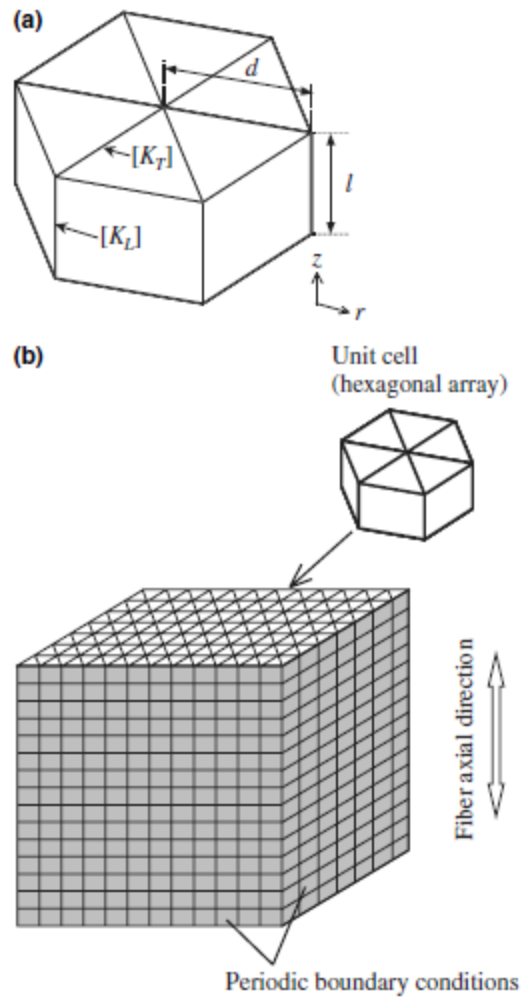 (a)
d
[K_T]
l
[K_L]
z
r
(b)
Unit cell
(hexagonal array)
Fiber axial direction
Periodic boundary conditions